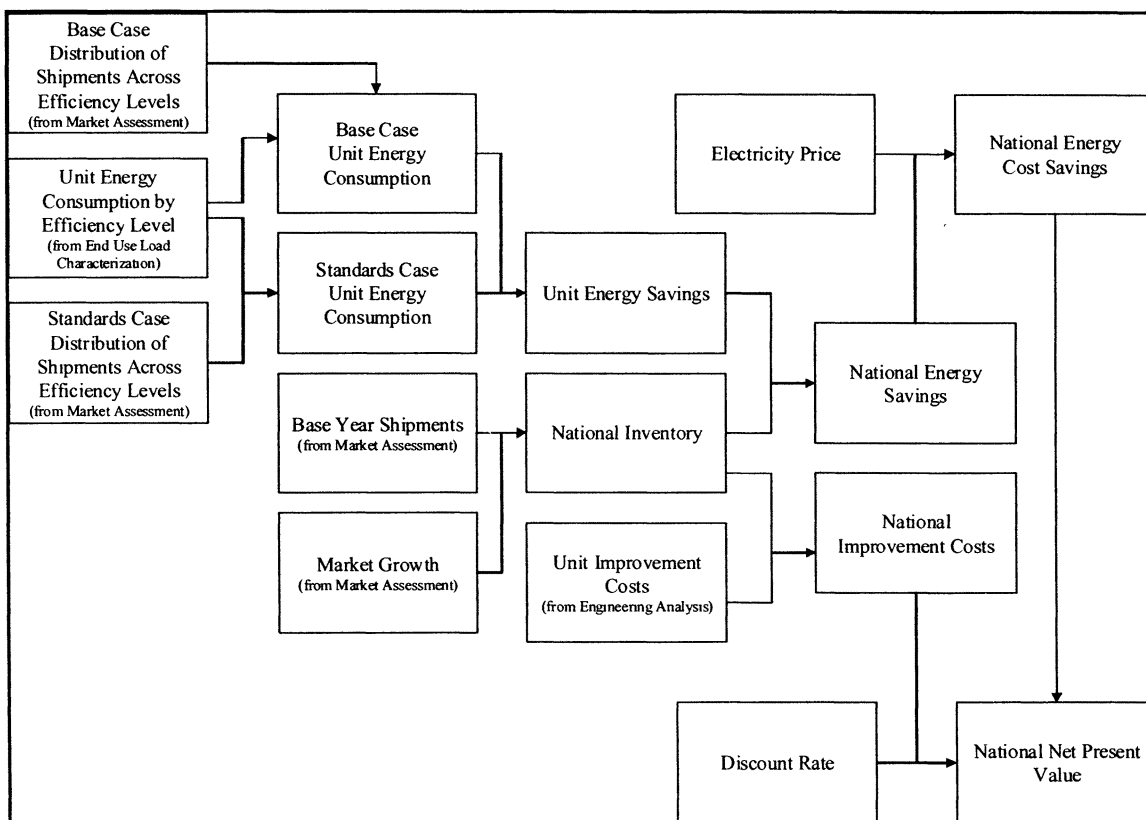 Base Case
Distribution of
Shipments Across
Efficiency Levels
(from Market Assessment)
Unit Energy
Consumption by
Efficiency Level
(from End Use Load
Characterization)
Standards Case
Distribution of
Shipments Across
Efficiency Levels
(from Market Assessment)
Base Case
Unit Energy
Consumption
Standards Case
Unit Energy
Consumption
Base Year Shipments
(from Market Assessment)
Market Growth
(from Market Assessment)
Unit Energy Savings
National Inventory
Unit Improvement
Costs
(from Engineering Analysis)
Electricity Price
National Energy
Cost Savings
National Energy
Savings
National
Improvement Costs
Discount Rate
National Net Present
Value